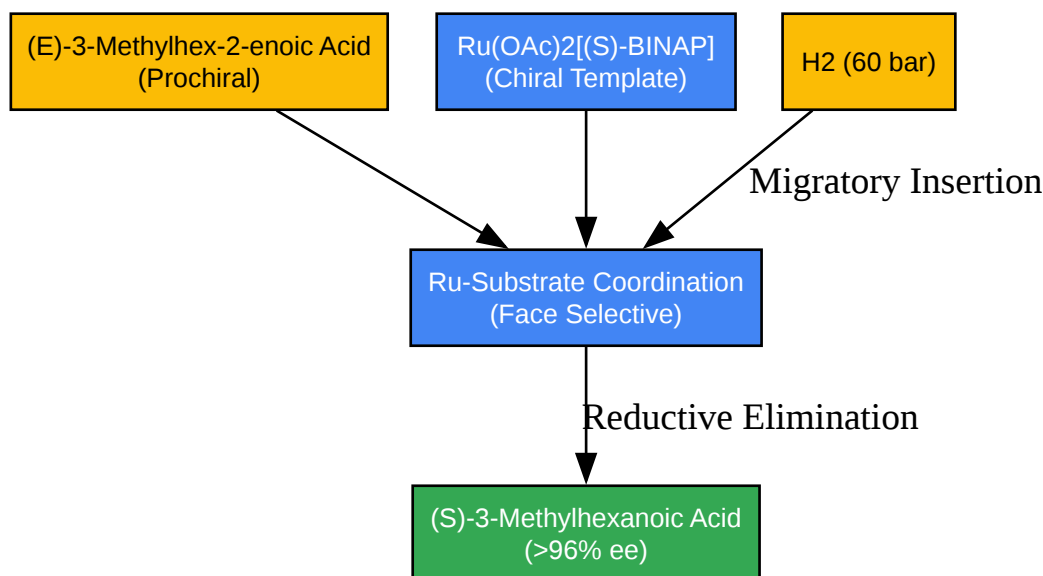 (E)-3-Methylhex-2-enoic Acid
(Prochiral)
Ru(OAc)2[(S)-BINAP]
(Chiral Template)
H2 (60 bar)
Migratory Insertion
Ru-Substrate Coordination
(Face Selective)
Reductive Elimination
(S)-3-Methylhexanoic Acid
(>96% ee)